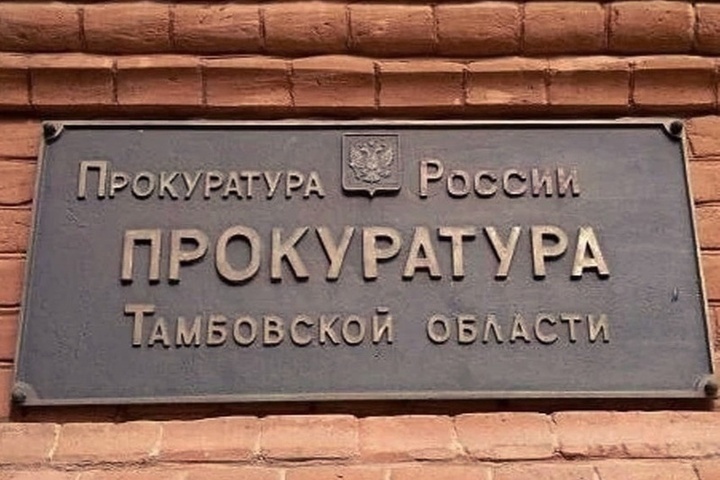 Прокуратура России
ПРОКУРАТУРА
Тамбовской области